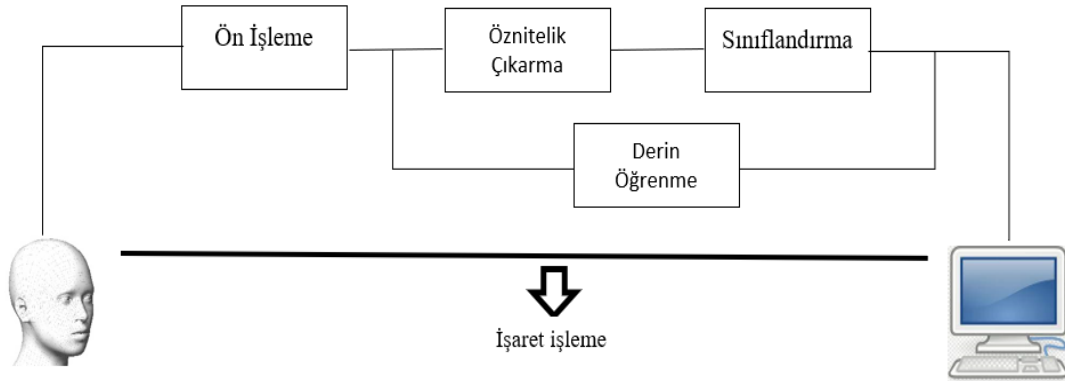 Ön İşleme
Öznitelik
Çıkarma
Sınıflandırma
Derin
Öğrenme
İşaret işleme